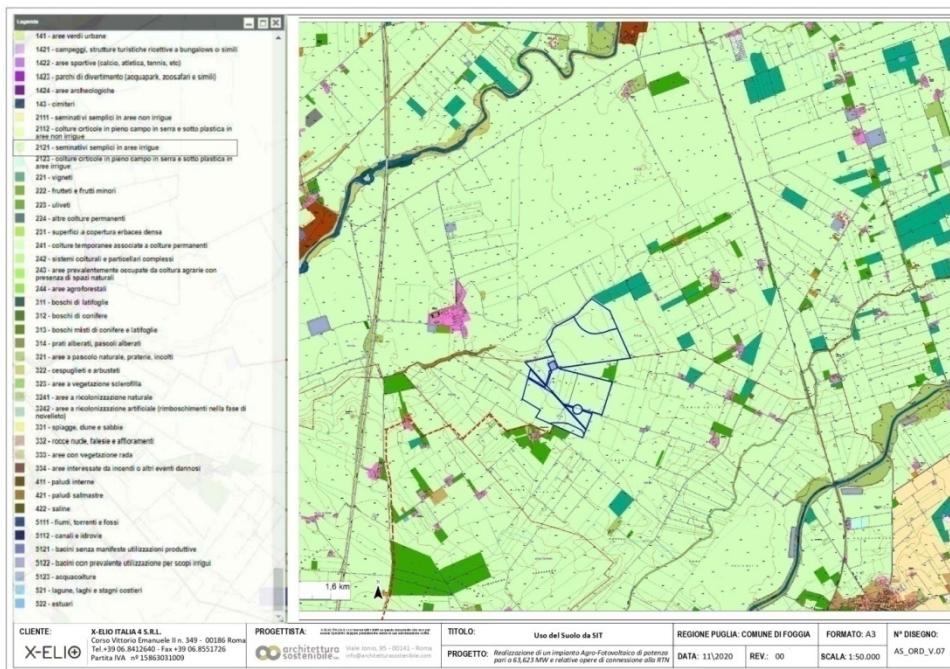 Legenda
141 - aree verdi urbane
1421 - campeggi, strutture turistiche ricettive a bungalows o simili
1422 - aree sportive (calcio, atletica, tennis, etc)
1423 - parchi di divertimento (acquapark, zoosafari e simili)
1424 - aree archeologiche
143 - cimiteri
2111 - seminativi semplici in aree non irrigue
2112 - colture orticole in pieno campo in serra e sotto plastica in
aree non irrigue
2121 - seminativi semplici in aree irrigue
2123 - colture orticole in pieno campo in serra e sotto plastica in
aree irrigue
221 - vigneti
222 - frutteti e frutti minori
223 - uliveti
224 - altre colture permanenti
231 - superfici a copertura erbacea densa
241 - colture temporanee associate a colture permanenti
242 - sistemi colturali e particellari complessi
243 - aree prevalentemente occupate da coltura agrarie con
presenza di spazi naturali
244 - aree agroforestali
311 - boschi di latifoglie
312 - boschi di conifere
313 - boschi misti di conifere e latifoglie
314 - prati alberati, pascoli alberati
321 - aree a pascolo naturale, praterie, incolti
322 - cespuglieti e arbusteti
323 - aree a vegetazione sclerofilla
3241 - aree a ricolonizzazione naturale
3242 - aree a ricolonizzazione artificiale (rimboschimenti nella fase di
novelleto)
331 - spiagge, dune e sabbie
332 - rocce nude, falesie e affioramenti
333 - aree con vegetazione rada
334 - aree interessate da incendi o altri eventi dannosi
411 - paludi interne
421 - paludi salmastre
422 - saline
5111 - fiumi, torrenti e fossi
5112 - canali e idrovie
5121 - bacini senza manifeste utilizzazioni produttive
5122 - bacini con prevalente utilizzazione per scopi irrigui
5123 - acquacolture
521 - lagune, laghi e stagni costieri
522 - estuari
1,6 km
CLIENTE:
X-ELIO
X-ELIO ITALIA 4 S.R.L.
Corso Vittorio Emanuele II n. 349 - 00186 Roma
Tel.+39 06.8412640 - Fax +39 06.8551726
Partita IVA n° 15863031009
PROGETTISTA:
architettura
sostenibile
Viale Jonio, 95 - 00141 - Roma
info@architetturasostenibile.com
TITOLO:
Uso del Suolo da SIT
PROGETTO:
Realizzazione di un impianto Agro-Fotovoltaico di potenza
pari a 63,623 MW e relative opere di connessione alla RTN
REGIONE PUGLIA: COMUNE DI FOGGIA
DATA: 11\2020
REV.: 00
FORMATO: A3
SCALA: 1:50.000
N° DISEGNO:
AS_ORD_V.07